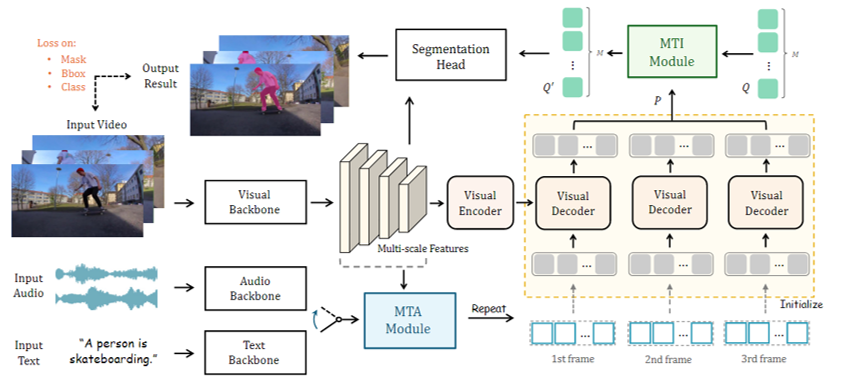 Loss on:
• Mask
• Bbox
• Class
Output
Result
Segmentation
Head
Q'
M
MTI
Module
Q
M
P
Input Video
Visual
Backbone
Multi-scale Features
Visual
Encoder
Visual
Decoder
Visual
Decoder
Visual
Decoder
...
...
...
...
...
...
Input
Audio
Audio
Backbone
MTA
Module
Repeat
Initialize
...
...
...
1st frame
2nd frame
3rd frame
Input
Text
"A person is
skateboarding."
Text
Backbone